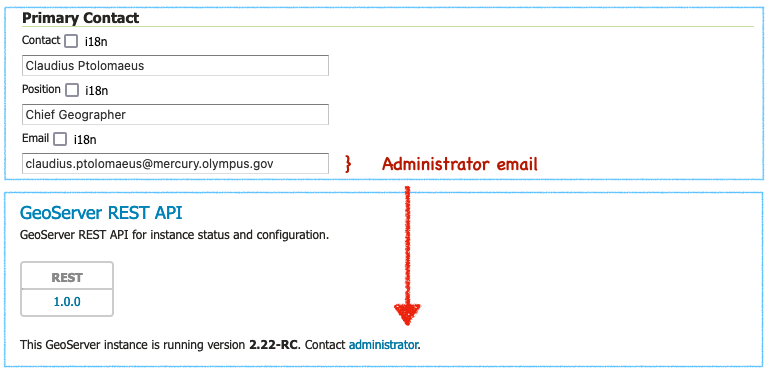 Primary Contact
Contact i18n
Claudius Ptolomaeus
Position i18n
Chief Geographer
Email i18n
claudius.ptolomaeus@mercury.olympus.gov } Administrator email
GeoServer REST API
GeoServer REST API for instance status and configuration.
REST
1.0.0
This GeoServer instance is running version 2.22-RC. Contact administrator.